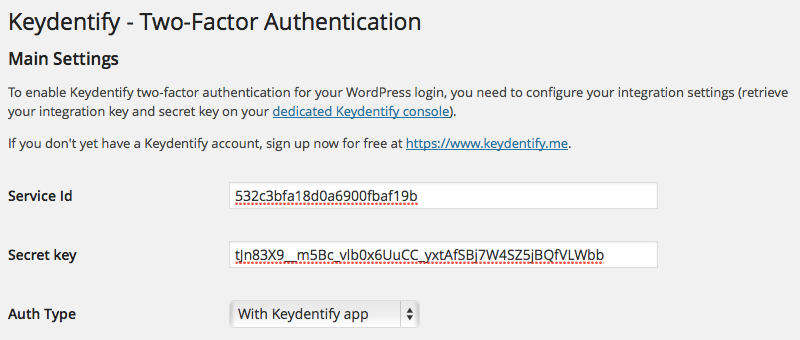 Keydentify - Two-Factor Authentication
Main Settings
To enable Keydentify two-factor authentication for your WordPress login, you need to configure your integration settings (retrieve
your integration key and secret key on your dedicated Keydentify console).
If you don't yet have a Keydentify account, sign up now for free at https://www.keydentify.me.
Service Id 532c3bfa18d0a6900fbaf19b
Secret key tJn83X9__m5Bc_vlb0x6UuCC_yxtAfSBj7W4SZ5jBQfVLWbb
Auth Type With Keydentify app